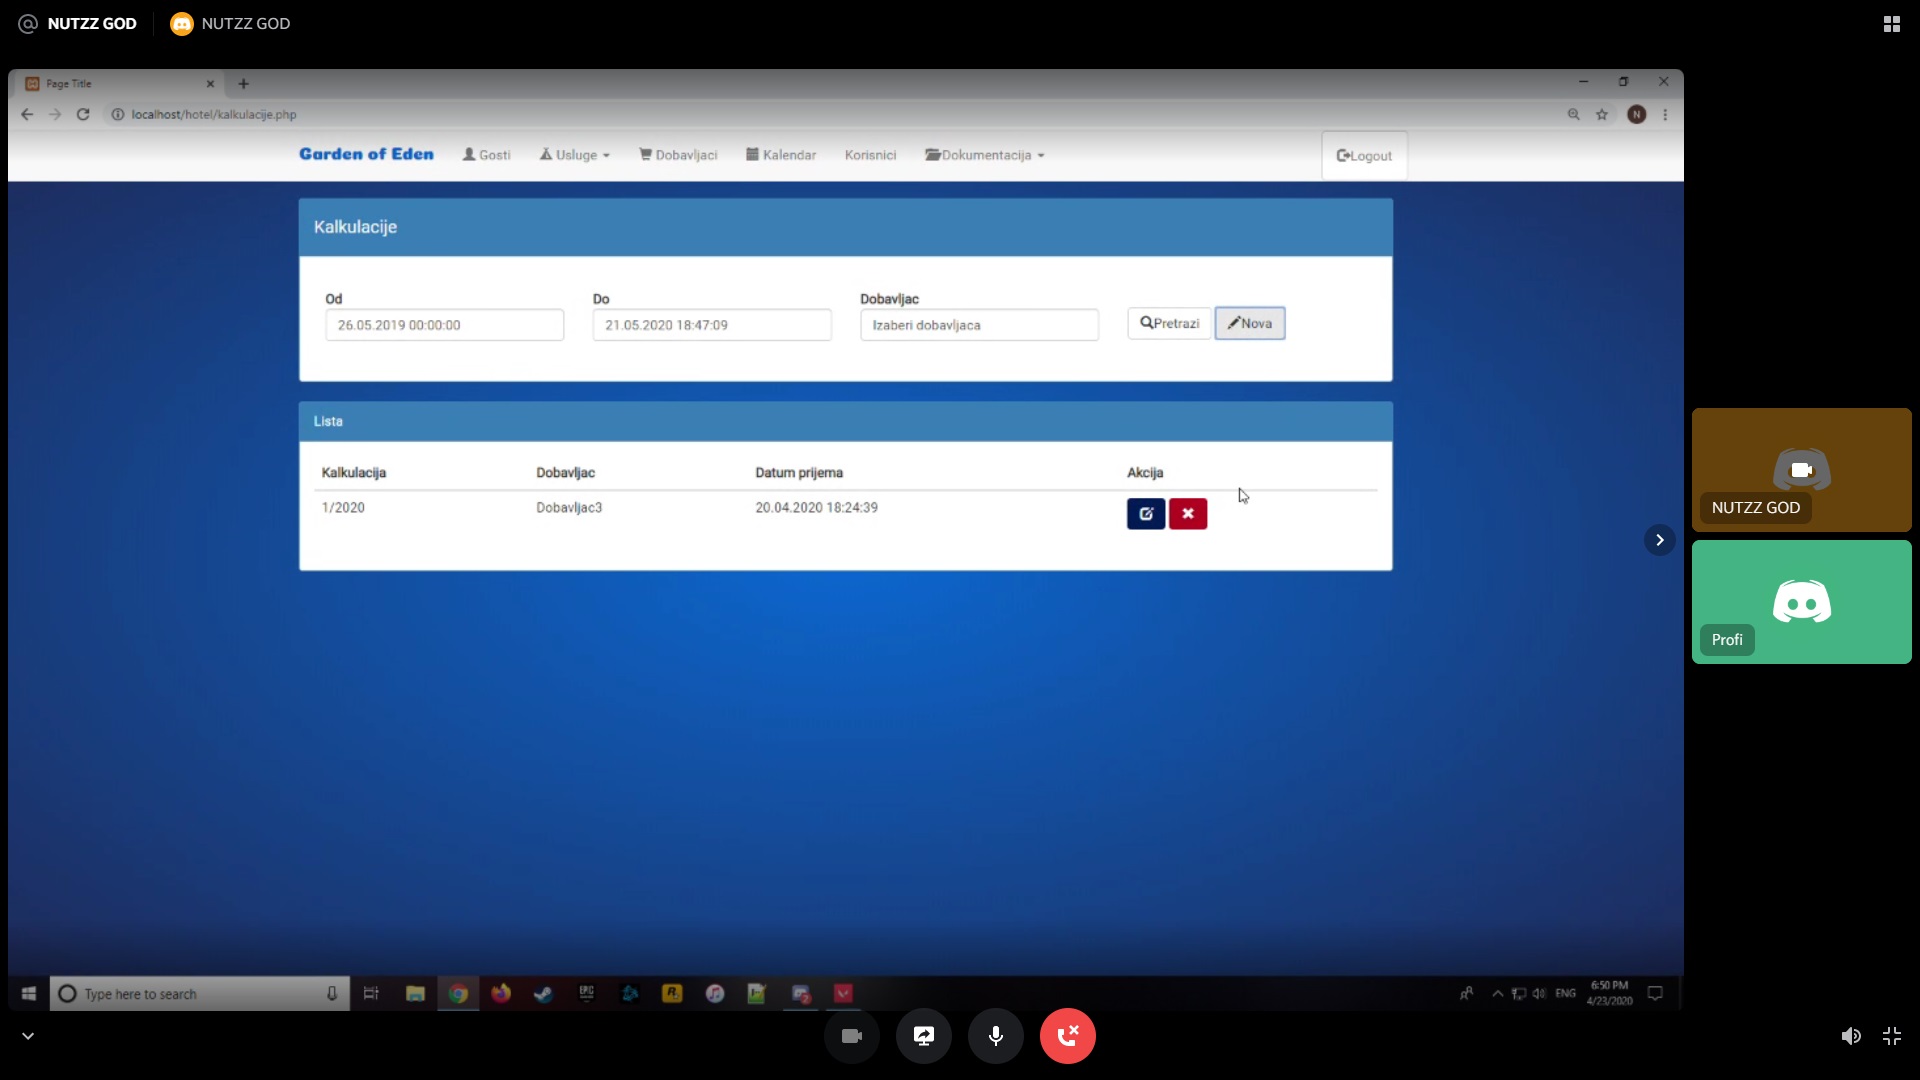 NUTZZ GOD
NUTZZ GOD
Page Title
localhost/hotel/kalkulacije.php
N
Garden of Eden
Gosti
Usluge
Dobavljaci
Kalendar
Korisnici
Dokumentacija
Logout
Kalkulacije
Od
Do
Dobavljac
26.05.2019 00:00:00
21.05.2020 18:47:09
Izaberi dobavljaca
Pretrazi
Nova
Lista
Kalkulacija
Dobavljac
Datum prijema
Akcija
1/2020
Dobavljac3
20.04.2020 18:24:39
NUTZZ GOD
Profi
Type here to search
EPIC
R
ENG
6:50 PM
4/23/2020